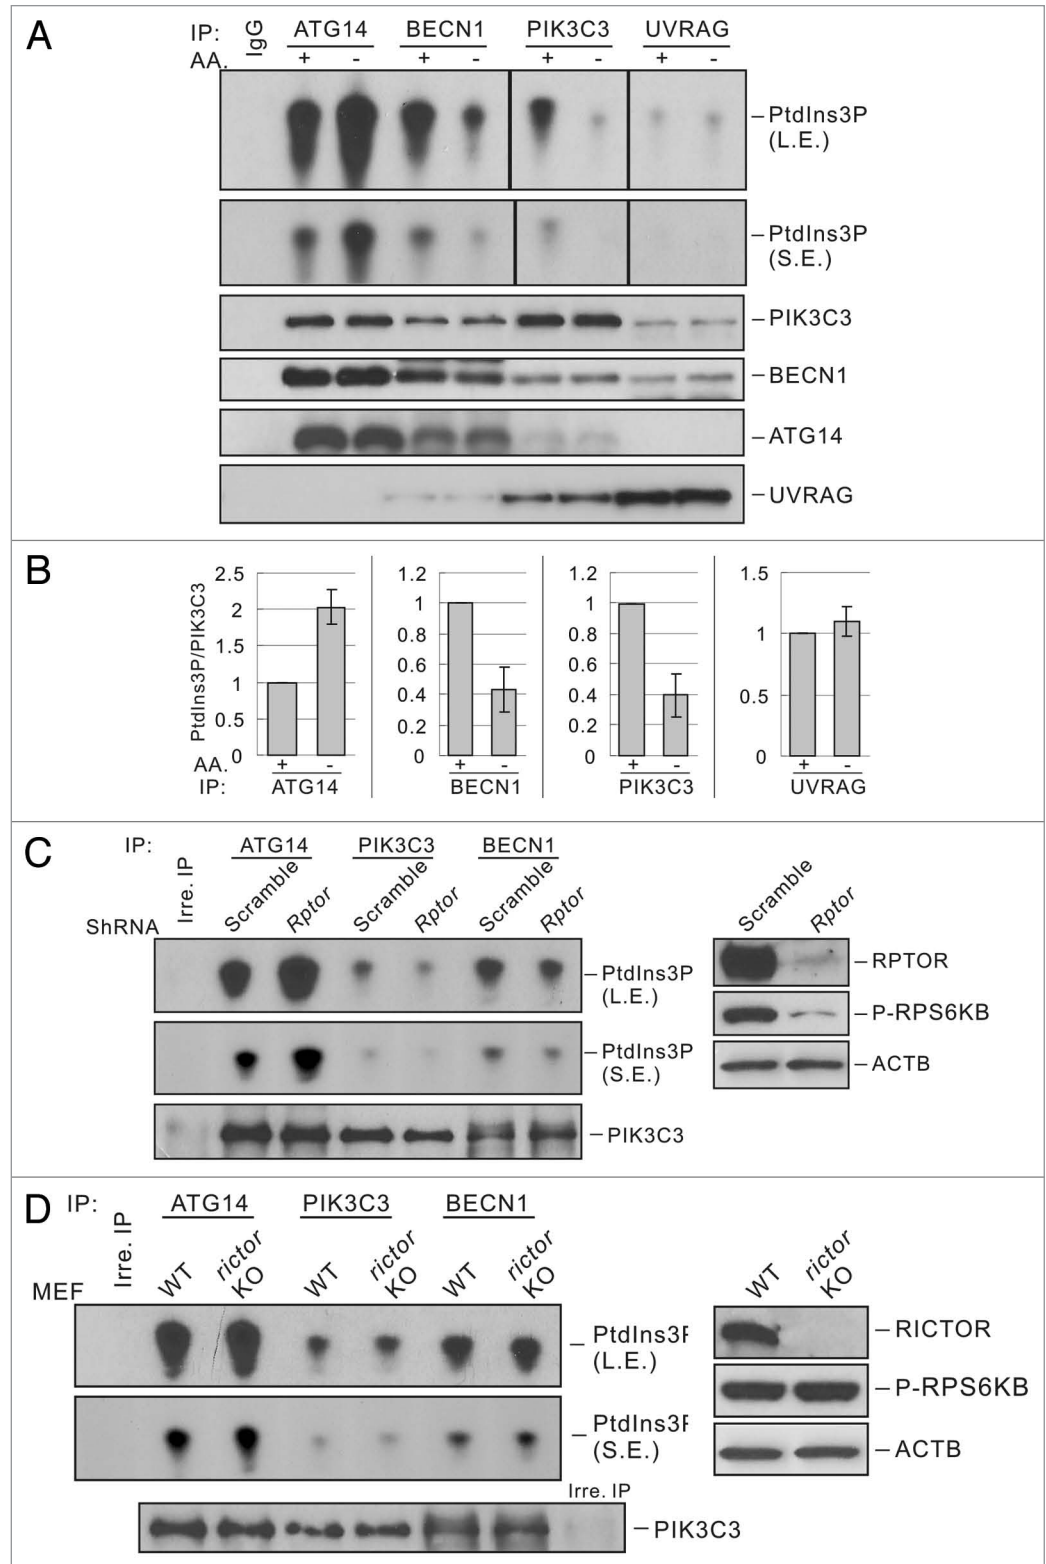 A
IP: IgG ATG14 BECN1 PIK3C3 UVRAG
AA. + - + - + - + -
PtdIns3P
(L.E.)
PtdIns3P
(S.E.)
PIK3C3
BECN1
ATG14
UVRAG
B
PtdIns3P/PIK3C3
2.5
2
1.5
1
0.5
0
1.2
1
0.8
0.6
0.4
0.2
0
1.2
1
0.8
0.6
0.4
0.2
0
1.5
1
0.5
0
AA. + - + - + - + -
IP: ATG14 BECN1 PIK3C3 UVRAG
C
IP: Irre. IP ATG14 PIK3C3 BECN1
ShRNA Scramble Rptor Scramble Rptor Scramble Rptor
PtdIns3P
(L.E.)
PtdIns3P
(S.E.)
PIK3C3
Scramble Rptor
RPTOR
P-RPS6KB
ACTB
D
IP: Irre. IP ATG14 PIK3C3 BECN1
MEF WT rictor KO WT rictor KO WT rictor KO
PtdIns3P
(L.E.)
PtdIns3P
(S.E.)
Irre. IP
PIK3C3
WT rictor KO
RICTOR
P-RPS6KB
ACTB